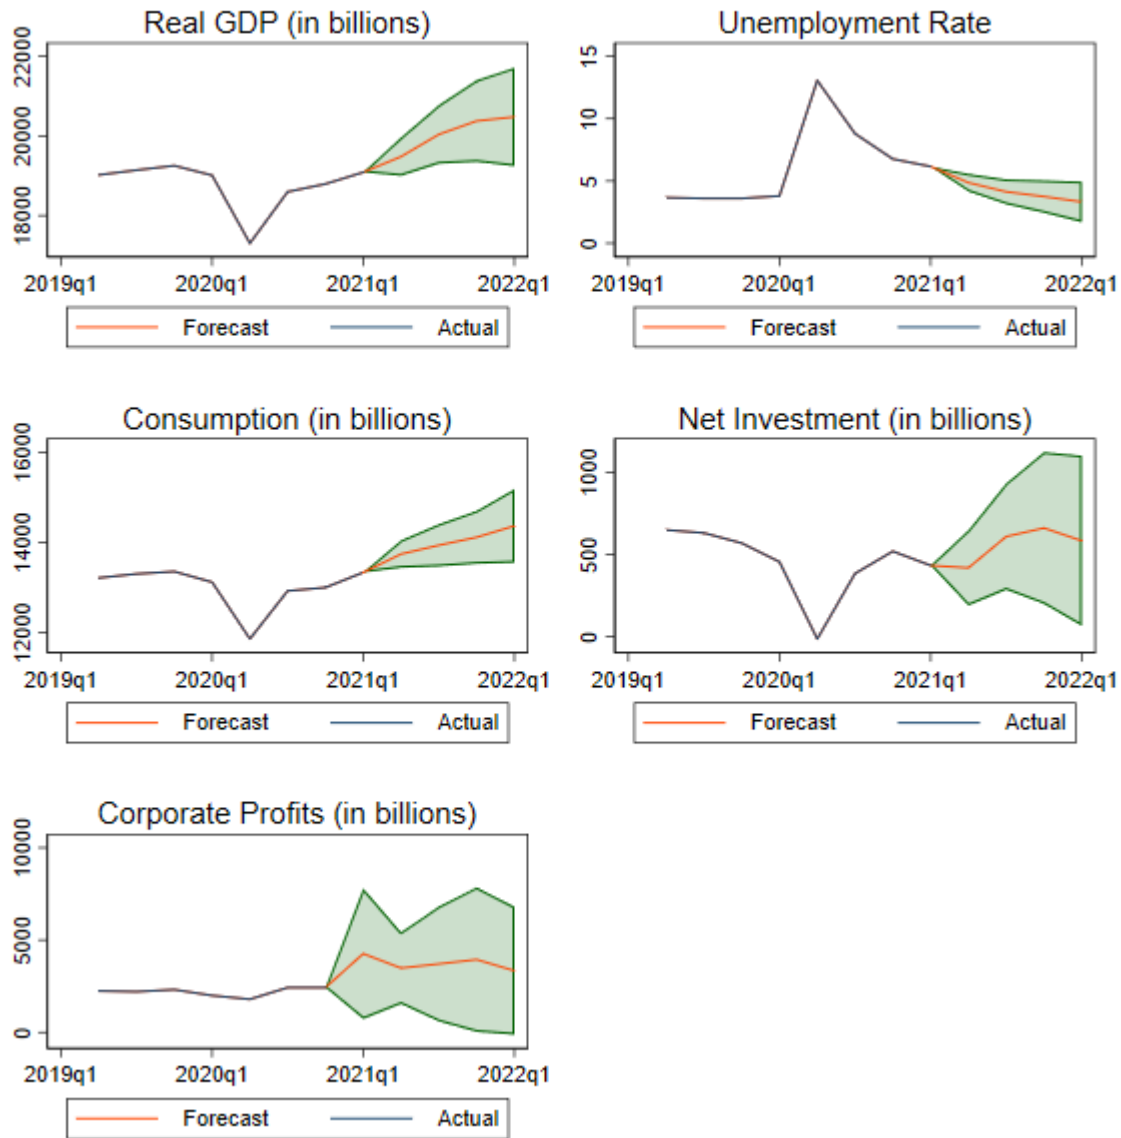 Real GDP (in billions)
22000
20000
18000
2019q1 2020q1 2021q1 2022q1
Forecast Actual
Unemployment Rate
15
10
5
0
2019q1 2020q1 2021q1 2022q1
Forecast Actual
Consumption (in billions)
16000
14000
12000
2019q1 2020q1 2021q1 2022q1
Forecast Actual
Net Investment (in billions)
1000
500
0
2019q1 2020q1 2021q1 2022q1
Forecast Actual
Corporate Profits (in billions)
10000
5000
0
2019q1 2020q1 2021q1 2022q1
Forecast Actual